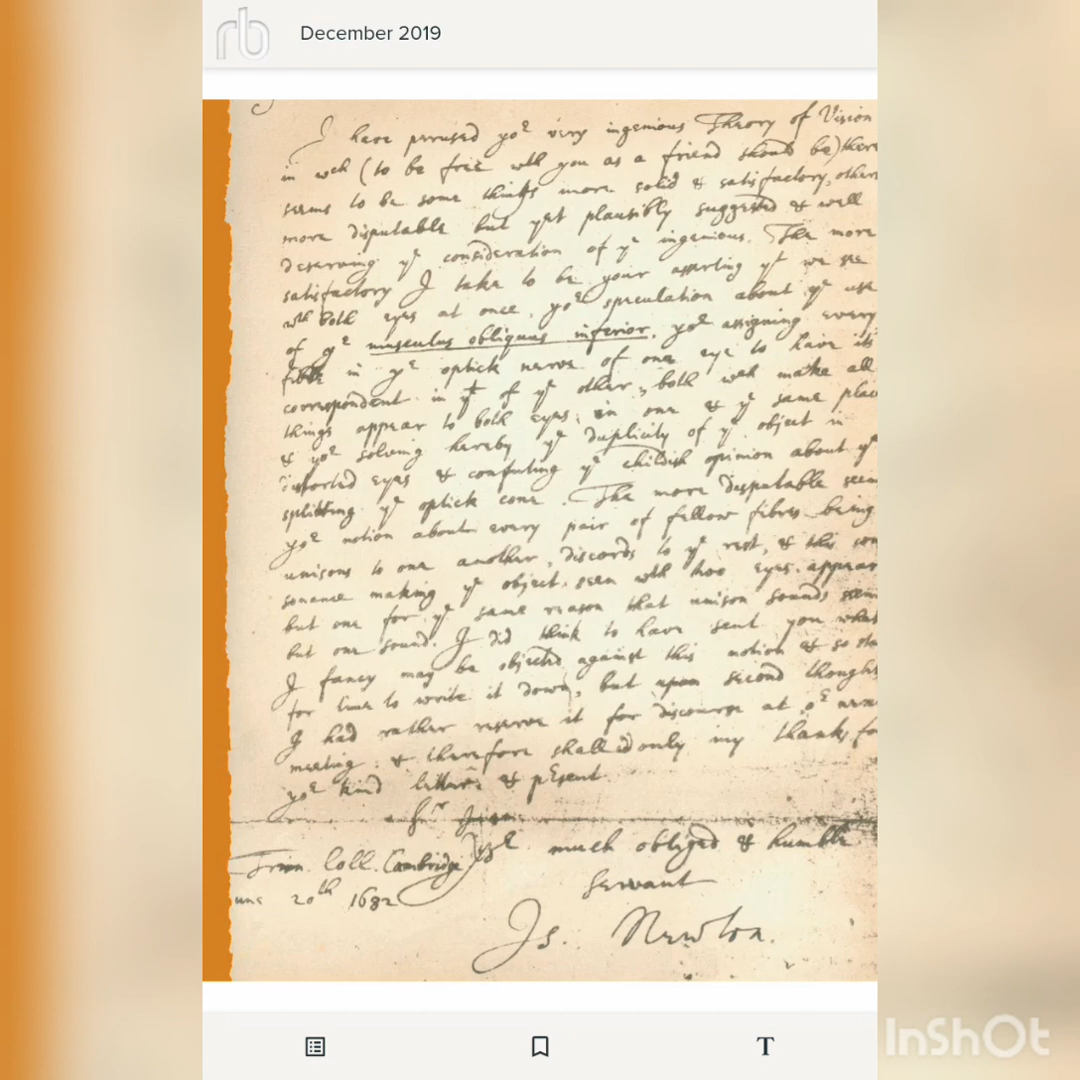 rb
December 2019
I have perused yor very ingenious Theory of Vision
in wch (to be free wth you as a friend should be) there
seems to be some things more solid & satisfactory, others
more disputable but yet plausibly suggested & well
deserving ye consideration of ye ingenious. The more
satisfactory I take to be your asserting yt we see
wth both eyes at once, yor speculation about ye use
of ye musculus obliquus inferior, yor assigning every
fibre in ye optick nerve of one eye to have its
correspondent in yt of ye other, both wch make all
things appear to both eyes in one & ye same place
& yor solving hereby ye duplicity of ye object in
distorted eyes & confuting ye childish opinion about ye
splitting ye optick cone. The more disputable seem
yor notion about every pair of fellow fibres being
unisons to one another, discords to ye rest, & this con
sonance making ye object seen wth two eyes appear
but one for ye same reason that unison sounds seem
but one sound. I did think to have sent you what
I fancy may be objected against this notion & so
for time to write it down, but upon second thoughts
I had rather reserve it for discourse at or next
meeting: & therefore shall add only my thanks for
yor kind letter & present
Sr I am
Yor much obliged & humble
Trin. Coll. Cambridge
Servant
une 20th 1682
Is. Newton.
T
InShOt